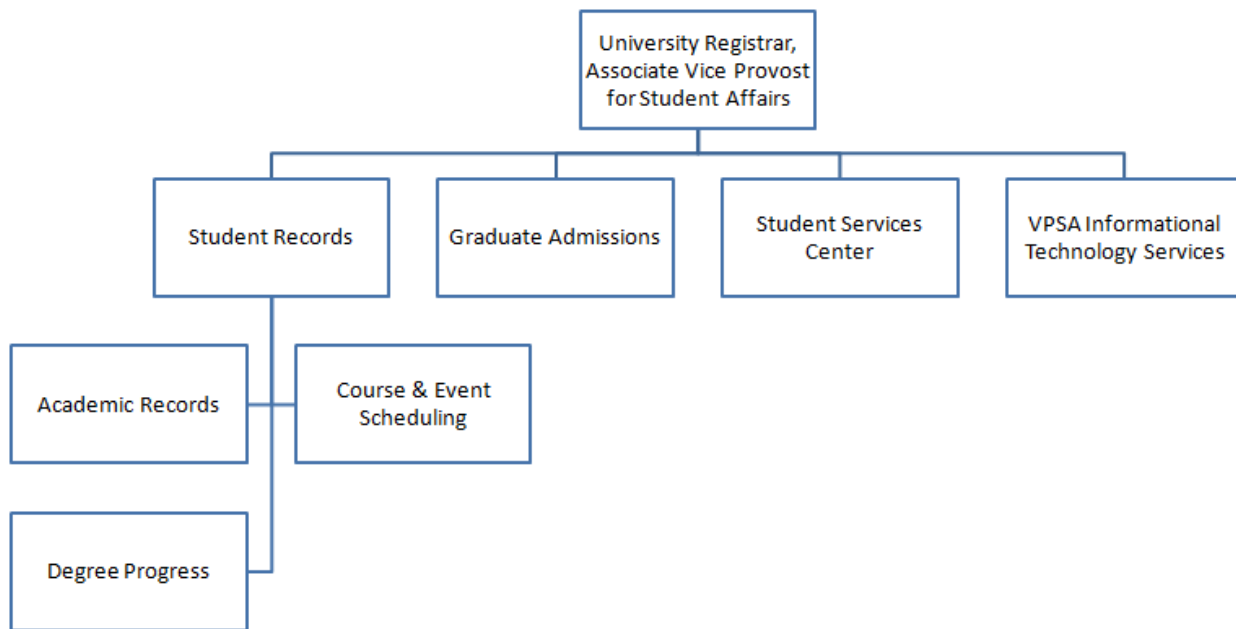 University Registrar,
Associate Vice Provost
for Student Affairs
Student Records
Graduate Admissions
Student Services
Center
VPSA Informational
Technology Services
Academic Records
Course & Event
Scheduling
Degree Progress